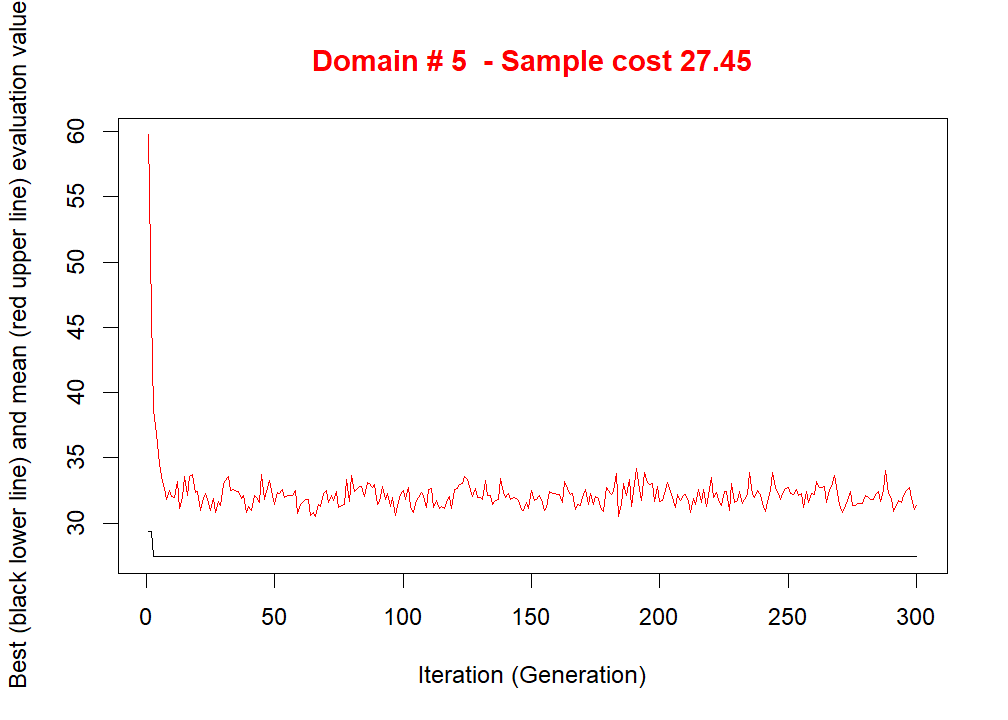 Domain # 5  - Sample cost 27.45
Best (black lower line) and mean (red upper line) evaluation value
60
55
50
45
40
35
30
0 50 100 150 200 250 300
Iteration (Generation)